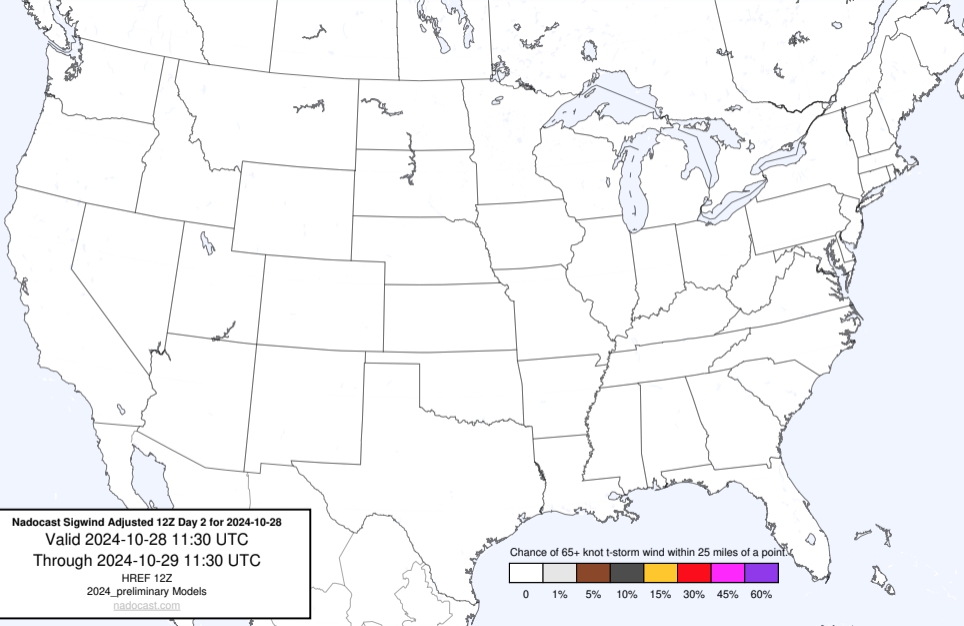 Nadocast Sigwind Adjusted 12Z Day 2 for 2024-10-28
Valid 2024-10-28 11:30 UTC
Through 2024-10-29 11:30 UTC
HREF 12Z
2024_preliminary Models
nadocast.com
Chance of 65+ knot t-storm wind within 25 miles of a point.
0 1% 5% 10% 15% 30% 45% 60%